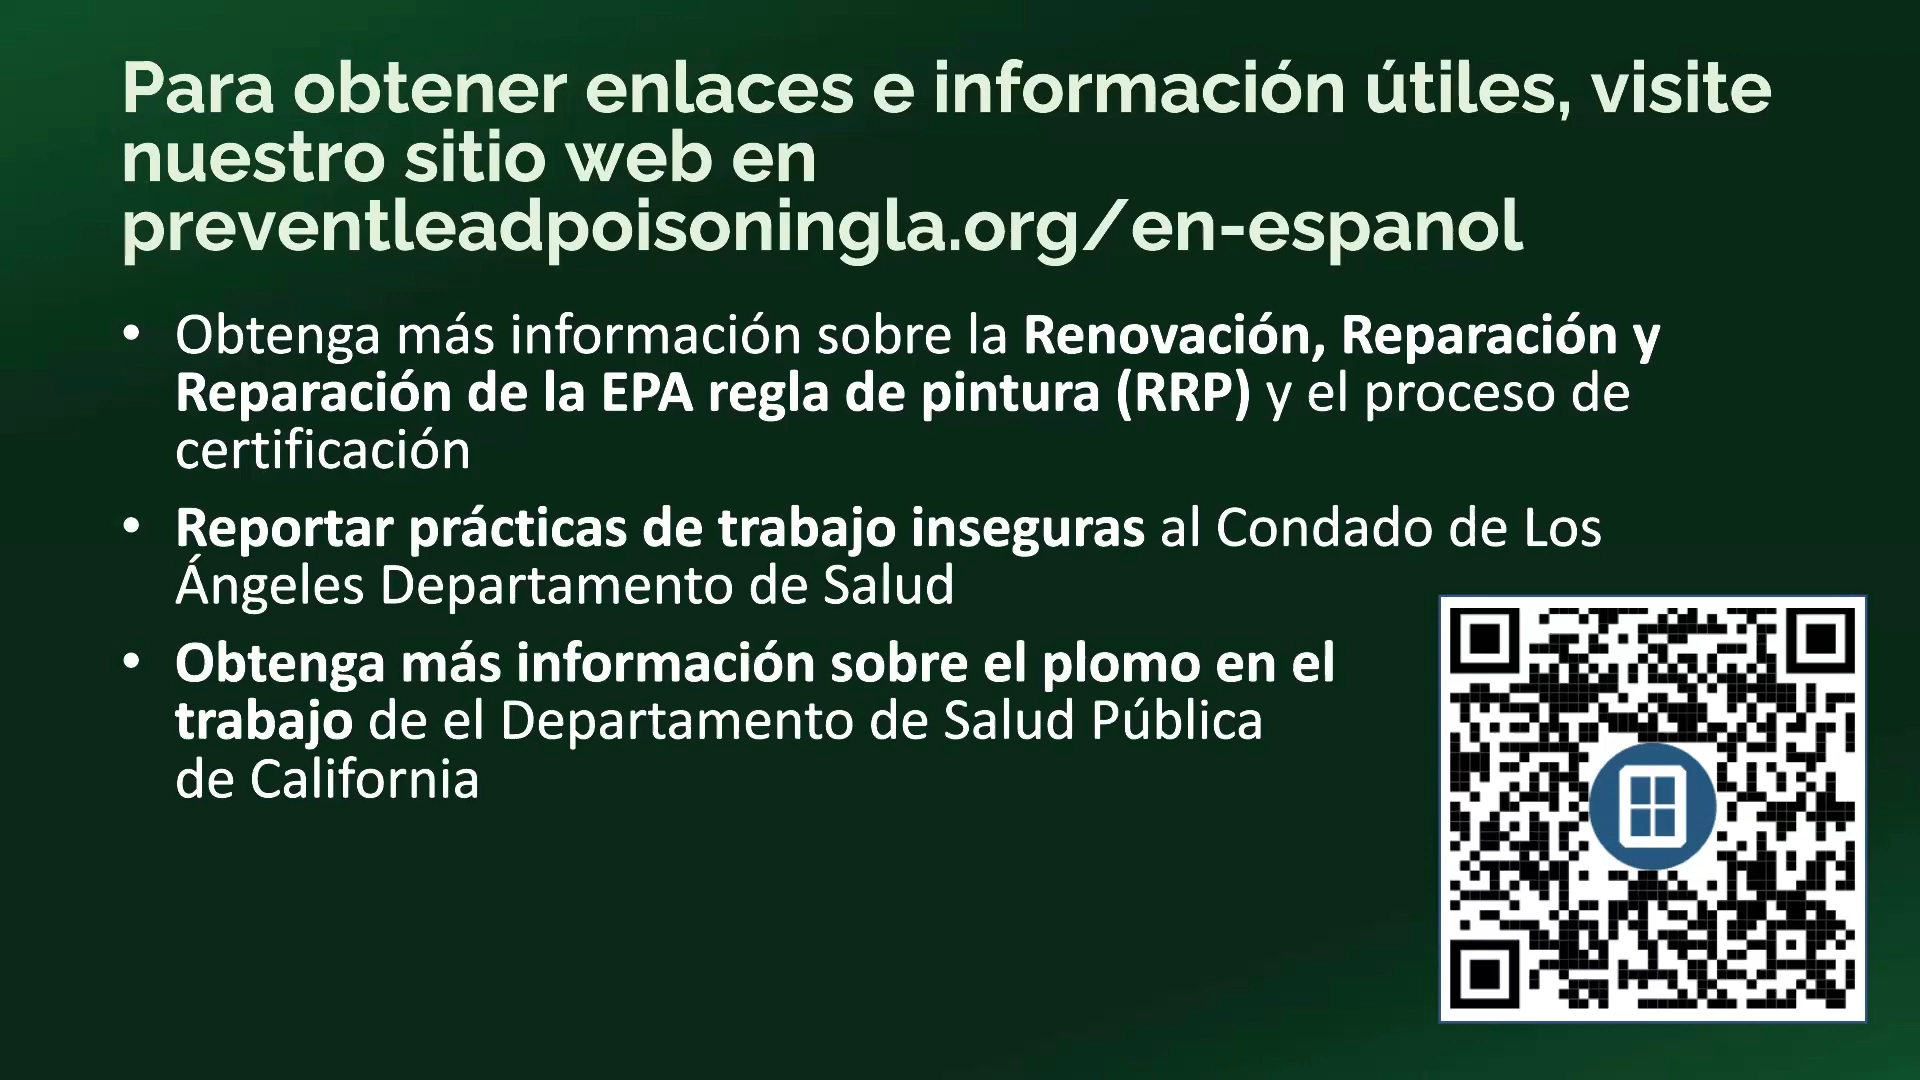 Para obtener enlaces e información útiles, visite
nuestro sitio web en
preventleadpoisoningla.org/en-espanol
• Obtenga más información sobre la Renovación, Reparación y
Reparación de la EPA regla de pintura (RRP) y el proceso de
certificación
• Reportar prácticas de trabajo inseguras al Condado de Los
Ángeles Departamento de Salud
• Obtenga más información sobre el plomo en el
trabajo de el Departamento de Salud Pública
de California